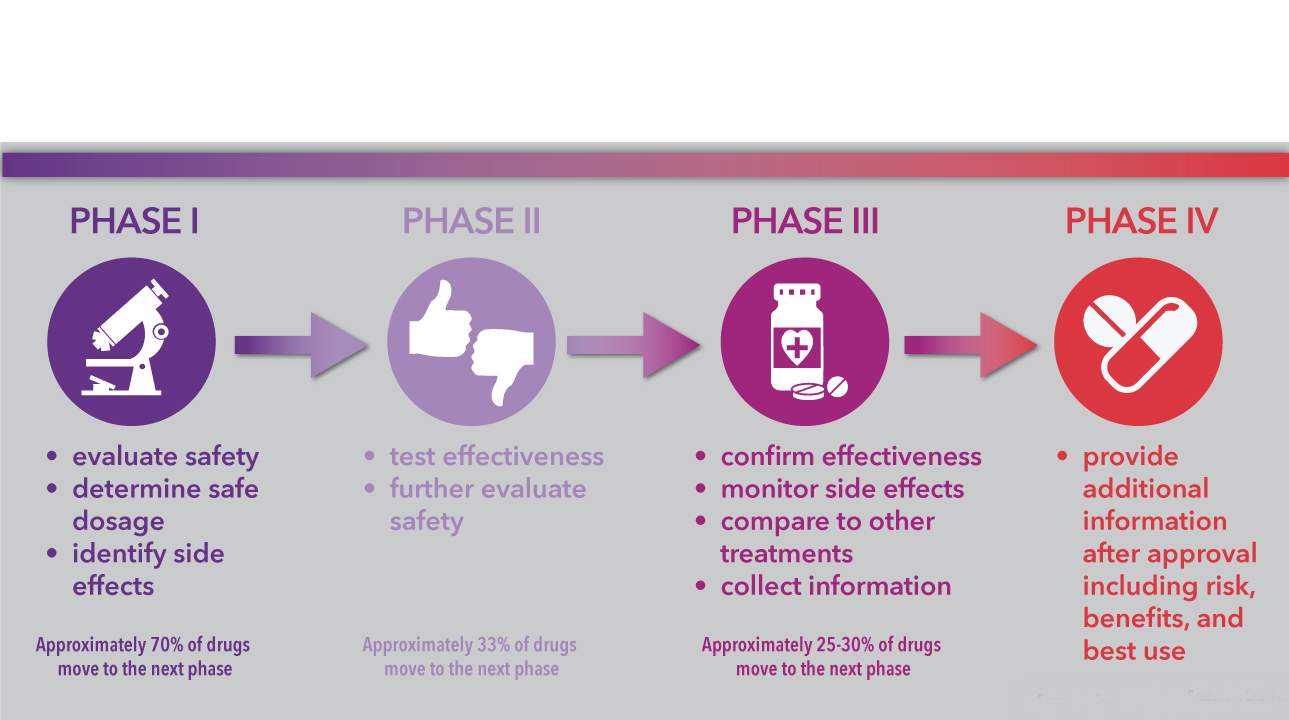 PHASE I
• evaluate safety
• determine safe
dosage
• identify side
effects
Approximately 70% of drugs
move to the next phase
PHASE II
• test effectiveness
• further evaluate
safety
Approximately 33% of drugs
move to the next phase
PHASE III
• confirm effectiveness
• monitor side effects
• compare to other
treatments
• collect information
Approximately 25-30% of drugs
move to the next phase
PHASE IV
• provide
additional
information
after approval
including risk,
benefits, and
best use